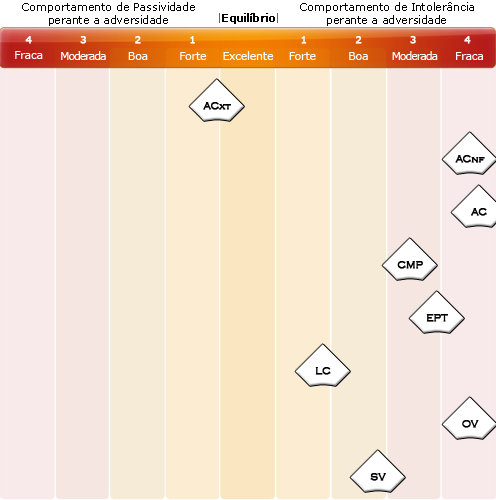 Comportamento de Passividade
perante a adversidade
|Equilíbrio|
Comportamento de Intolerância
perante a adversidade
4 3 2 1 1 2 3 4
Fraca Moderada Boa Forte Excelente Forte Boa Moderada Fraca
ACXT
ACNF
AC
CMP
EPT
LC
OV
SV